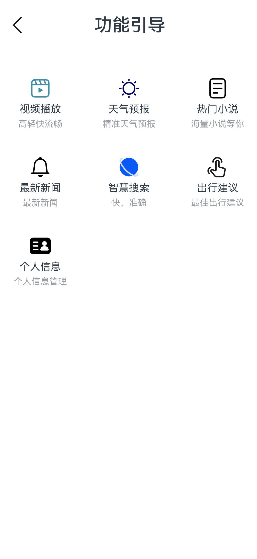 功能引导
视频播放 天气预报 热门小说
高轻快流畅 精准天气预报 海量小说等你
最新新闻 智慧搜索 出行建议
最新新闻 快、准确 最佳出行建议
个人信息
个人信息管理